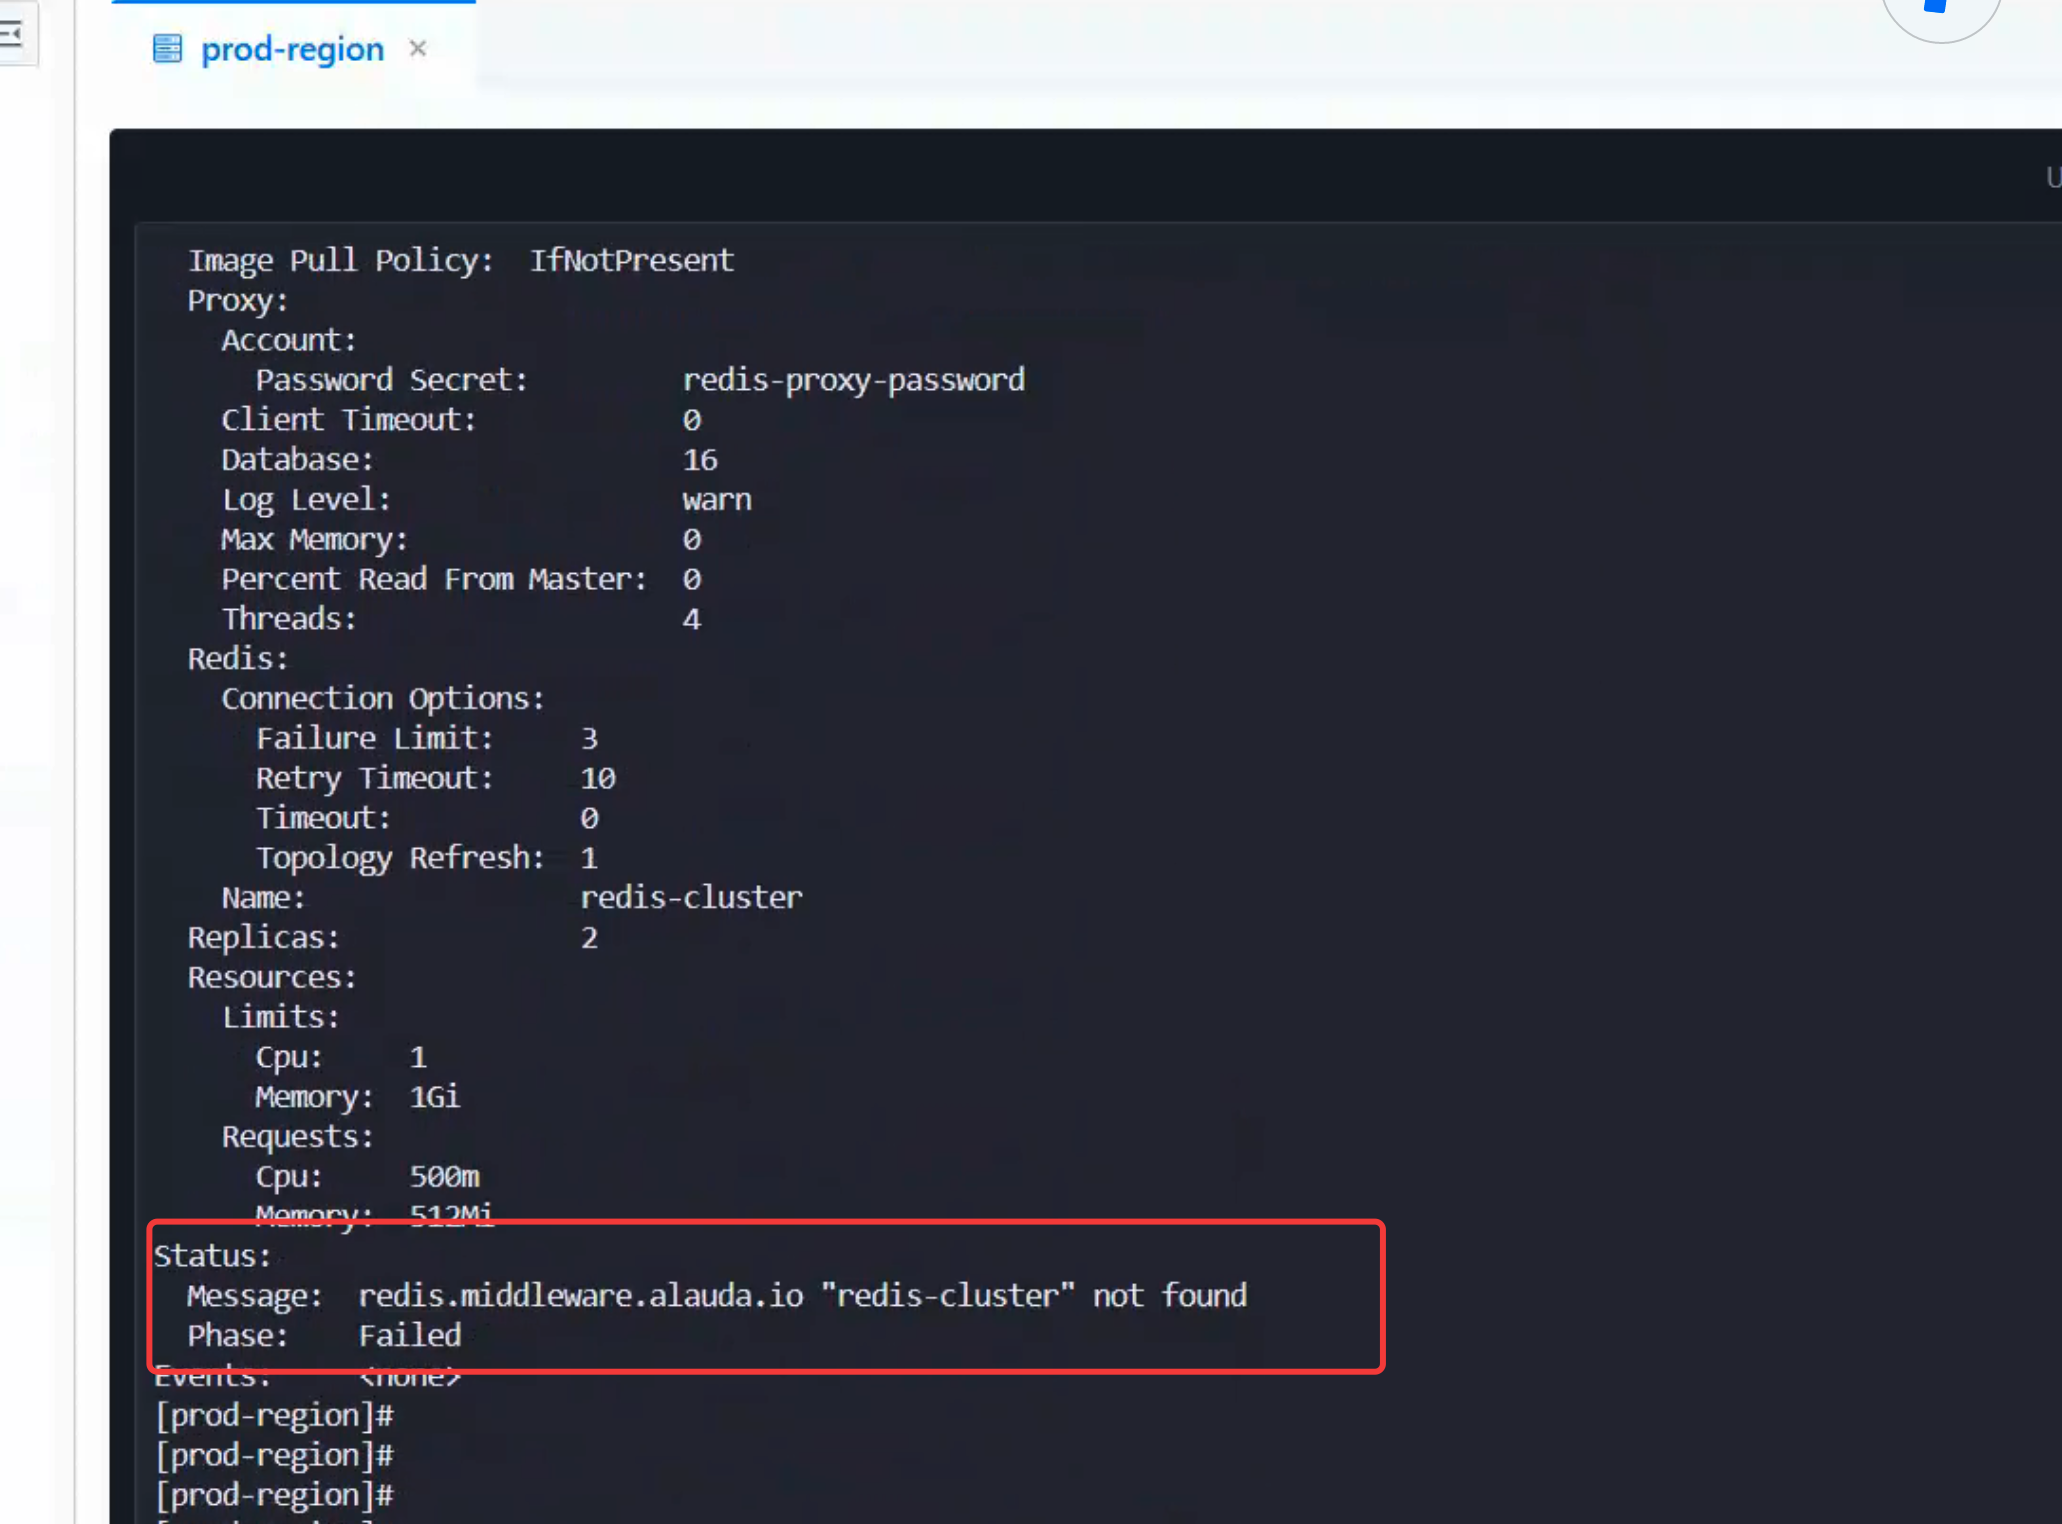 prod-region ×
U
Image Pull Policy:  IfNotPresent
Proxy:
Account:
Password Secret:  redis-proxy-password
Client Timeout:  0
Database:  16
Log Level:  warn
Max Memory:  0
Percent Read From Master:  0
Threads:  4
Redis:
Connection Options:
Failure Limit:  3
Retry Timeout:  10
Timeout:  0
Topology Refresh:  1
Name:  redis-cluster
Replicas:  2
Resources:
Limits:
Cpu:  1
Memory:  1Gi
Requests:
Cpu:  500m
Memory:  512Mi
Status:
Message:  redis.middleware.alauda.io "redis-cluster" not found
Phase:  Failed
Events:  <none>
[prod-region]#
[prod-region]#
[prod-region]#